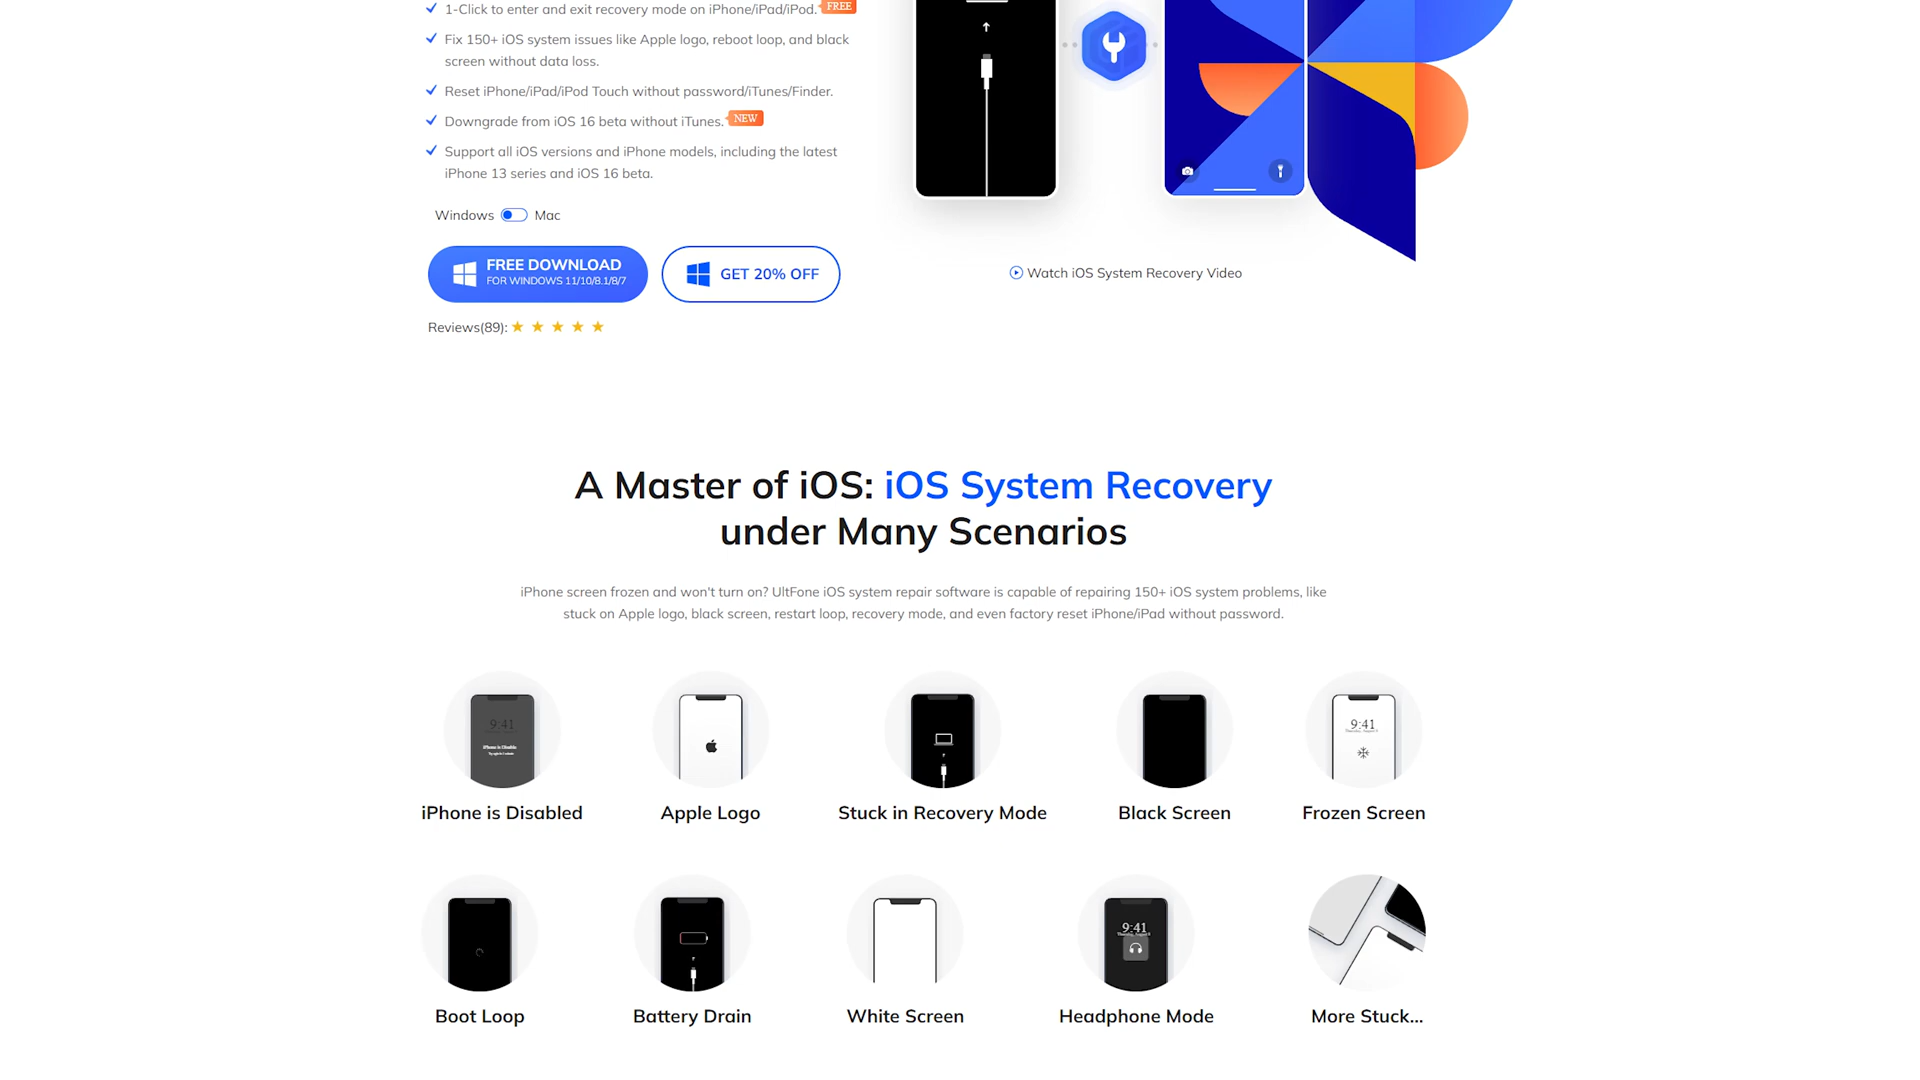 1-Click to enter and exit recovery mode on iPhone/iPad/iPod. FREE
Fix 150+ iOS system issues like Apple logo, reboot loop, and black
screen without data loss.
Reset iPhone/iPad/iPod Touch without password/iTunes/Finder.
Downgrade from iOS 16 beta without iTunes. NEW
Support all iOS versions and iPhone models, including the latest
iPhone 13 series and iOS 16 beta.
Windows Mac
FREE DOWNLOAD
FOR WINDOWS 11/10/8.1/8/7
GET 20% OFF
Watch iOS System Recovery Video
Reviews(89):
A Master of iOS: iOS System Recovery
under Many Scenarios
iPhone screen frozen and won't turn on? UltFone iOS system repair software is capable of repairing 150+ iOS system problems, like
stuck on Apple logo, black screen, restart loop, recovery mode, and even factory reset iPhone/iPad without password.
9:41
iPhone is Disable
9:41
iPhone is Disabled
Apple Logo
Stuck in Recovery Mode
Black Screen
Frozen Screen
9:41
Boot Loop
Battery Drain
White Screen
Headphone Mode
More Stuck...